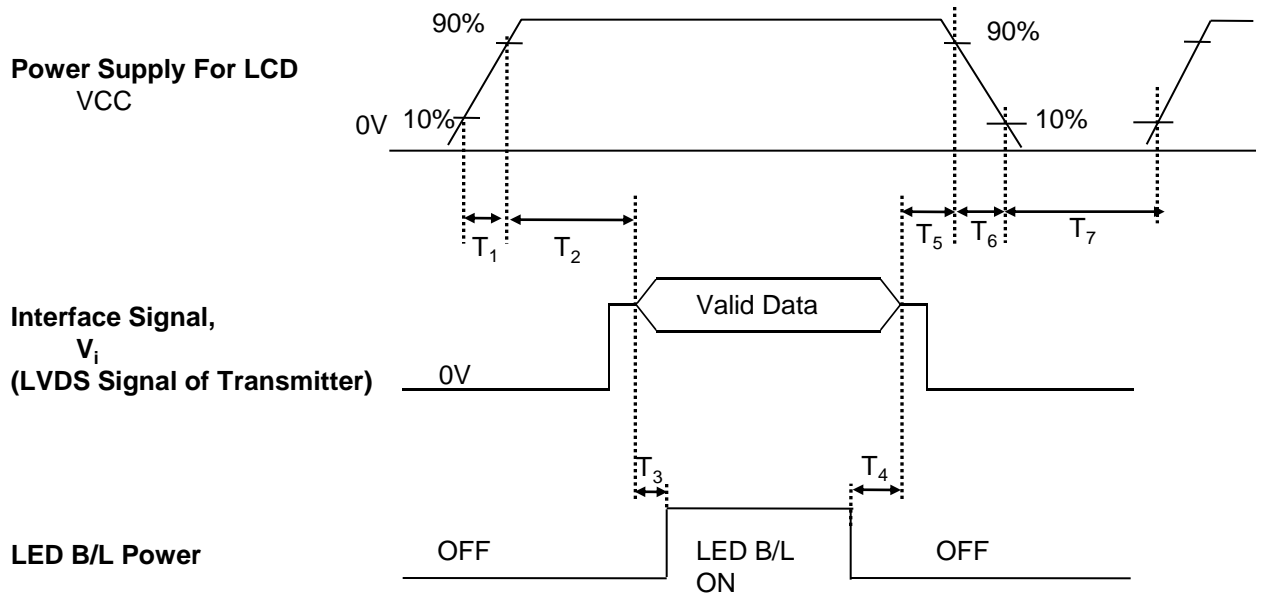 90%
90%
Power Supply For LCD
VCC
0V
10%
10%
T1
T2
T5
T6
T7
Interface Signal,
Vi
(LVDS Signal of Transmitter)
Valid Data
0V
T3
T4
LED B/L Power
OFF
LED B/L
ON
OFF